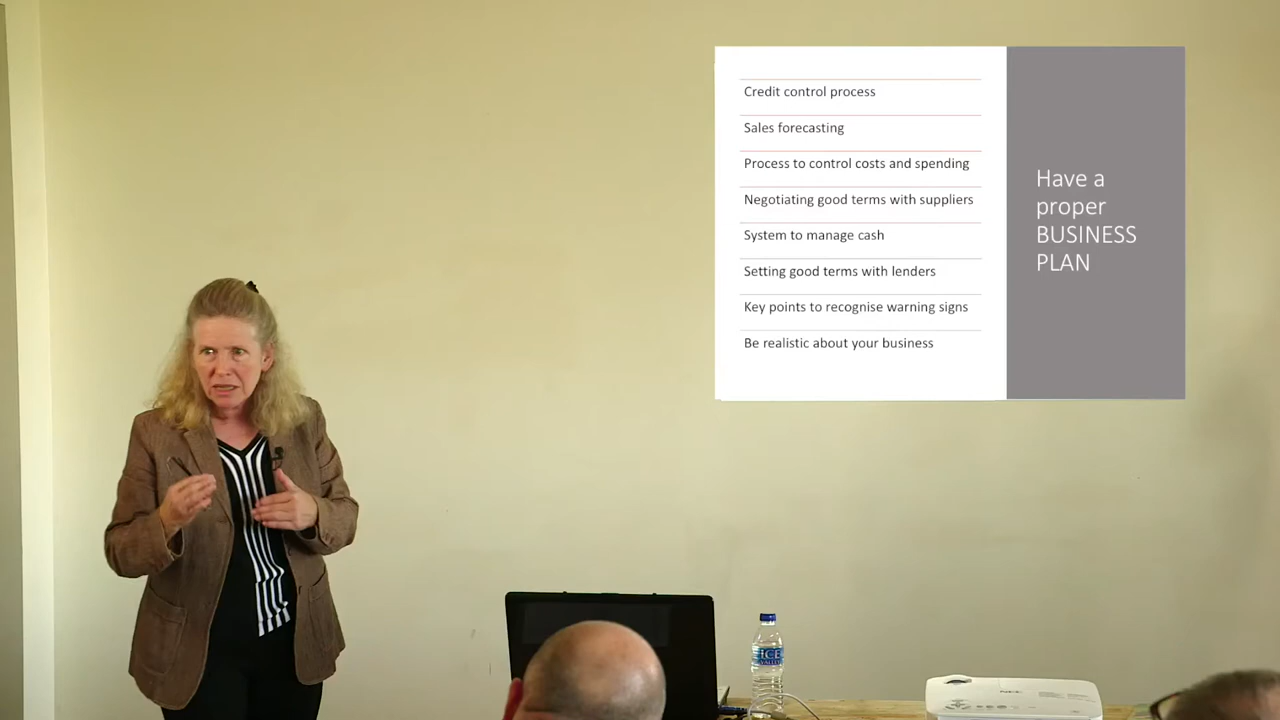 Credit control process
Sales forecasting
Process to control costs and spending
Negotiating good terms with suppliers
System to manage cash
Setting good terms with lenders
Key points to recognise warning signs
Be realistic about your business
Have a
proper
BUSINESS
PLAN
ICE
VALLEY
NEC